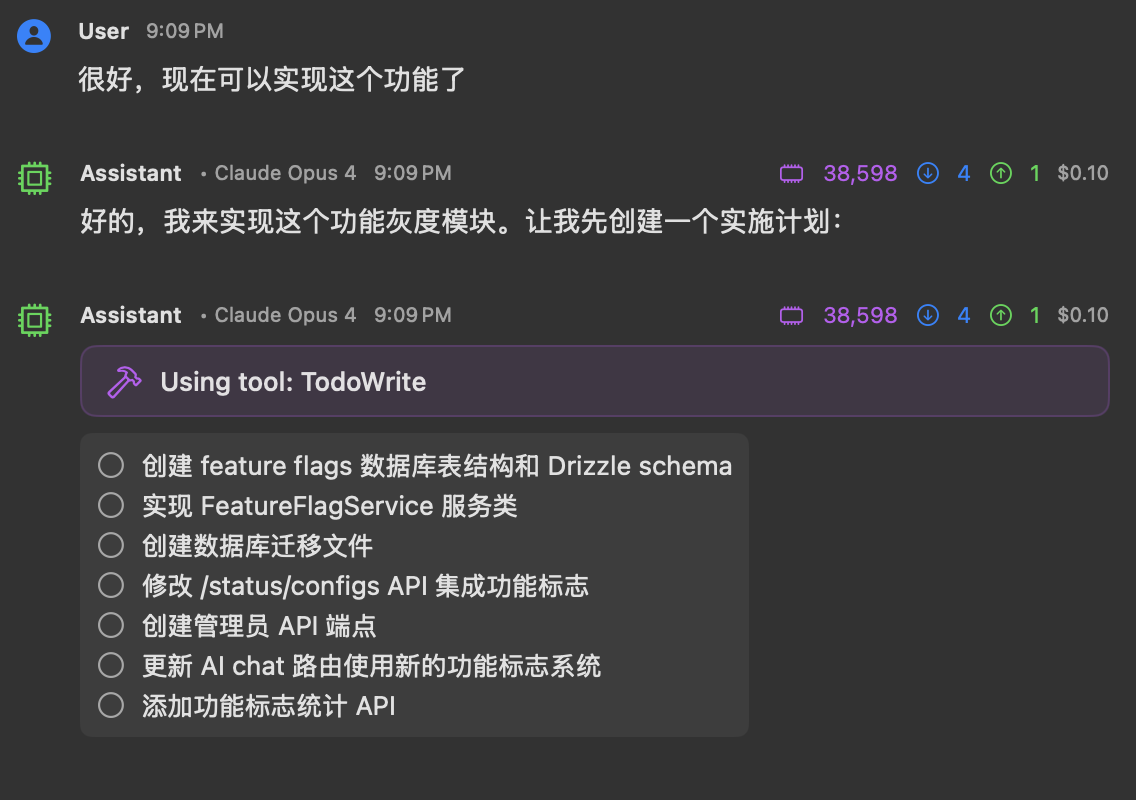 User 9:09 PM
很好，现在可以实现这个功能了
Assistant • Claude Opus 4 9:09 PM 38,598 4 1 $0.10
好的，我来实现这个功能灰度模块。让我先创建一个实施计划：
Assistant • Claude Opus 4 9:09 PM 38,598 4 1 $0.10
Using tool: TodoWrite
创建 feature flags 数据库表结构和 Drizzle schema
实现 FeatureFlagService 服务类
创建数据库迁移文件
修改 /status/configs API 集成功能标志
创建管理员 API 端点
更新 AI chat 路由使用新的功能标志系统
添加功能标志统计 API